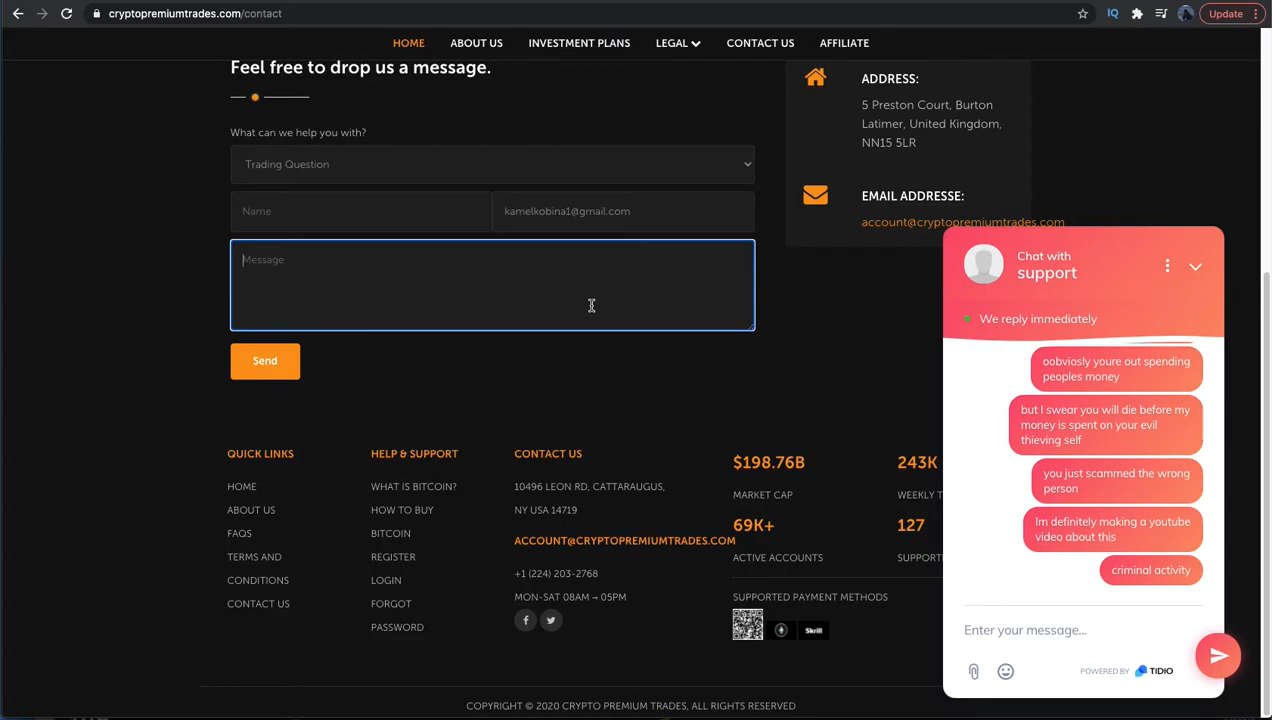 cryptopremiumtrades.com/contact
IQ
Update
HOME
ABOUT US
INVESTMENT PLANS
LEGAL
CONTACT US
AFFILIATE
Feel free to drop us a message.
What can we help you with?
Trading Question
Name
kamelkobina1@gmail.com
Message
Send
ADDRESS:
5 Preston Court, Burton
Latimer, United Kingdom,
NN15 5LR
EMAIL ADDRESSE:
account@cryptopremiumtrades.com
Chat with
support
We reply immediately
oobviosly youre out spending
peoples money
but I swear you will die before my
money is spent on your evil
thieving self
you just scammed the wrong
person
Im definitely making a youtube
video about this
criminal activity
Enter your message...
POWERED BY TIDIO
QUICK LINKS
HOME
ABOUT US
FAQS
TERMS AND
CONDITIONS
CONTACT US
HELP & SUPPORT
WHAT IS BITCOIN?
HOW TO BUY
BITCOIN
REGISTER
LOGIN
FORGOT
PASSWORD
CONTACT US
10496 LEON RD, CATTARAUGUS,
NY USA 14719
ACCOUNT@CRYPTOPREMIUMTRADES.COM
+1 (224) 203-2768
MON-SAT 08AM – 05PM
$198.76B
MARKET CAP
243K
WEEKLY T
69K+
ACTIVE ACCOUNTS
127
SUPPORT
SUPPORTED PAYMENT METHODS
Skrill
COPYRIGHT © 2020 CRYPTO PREMIUM TRADES, ALL RIGHTS RESERVED